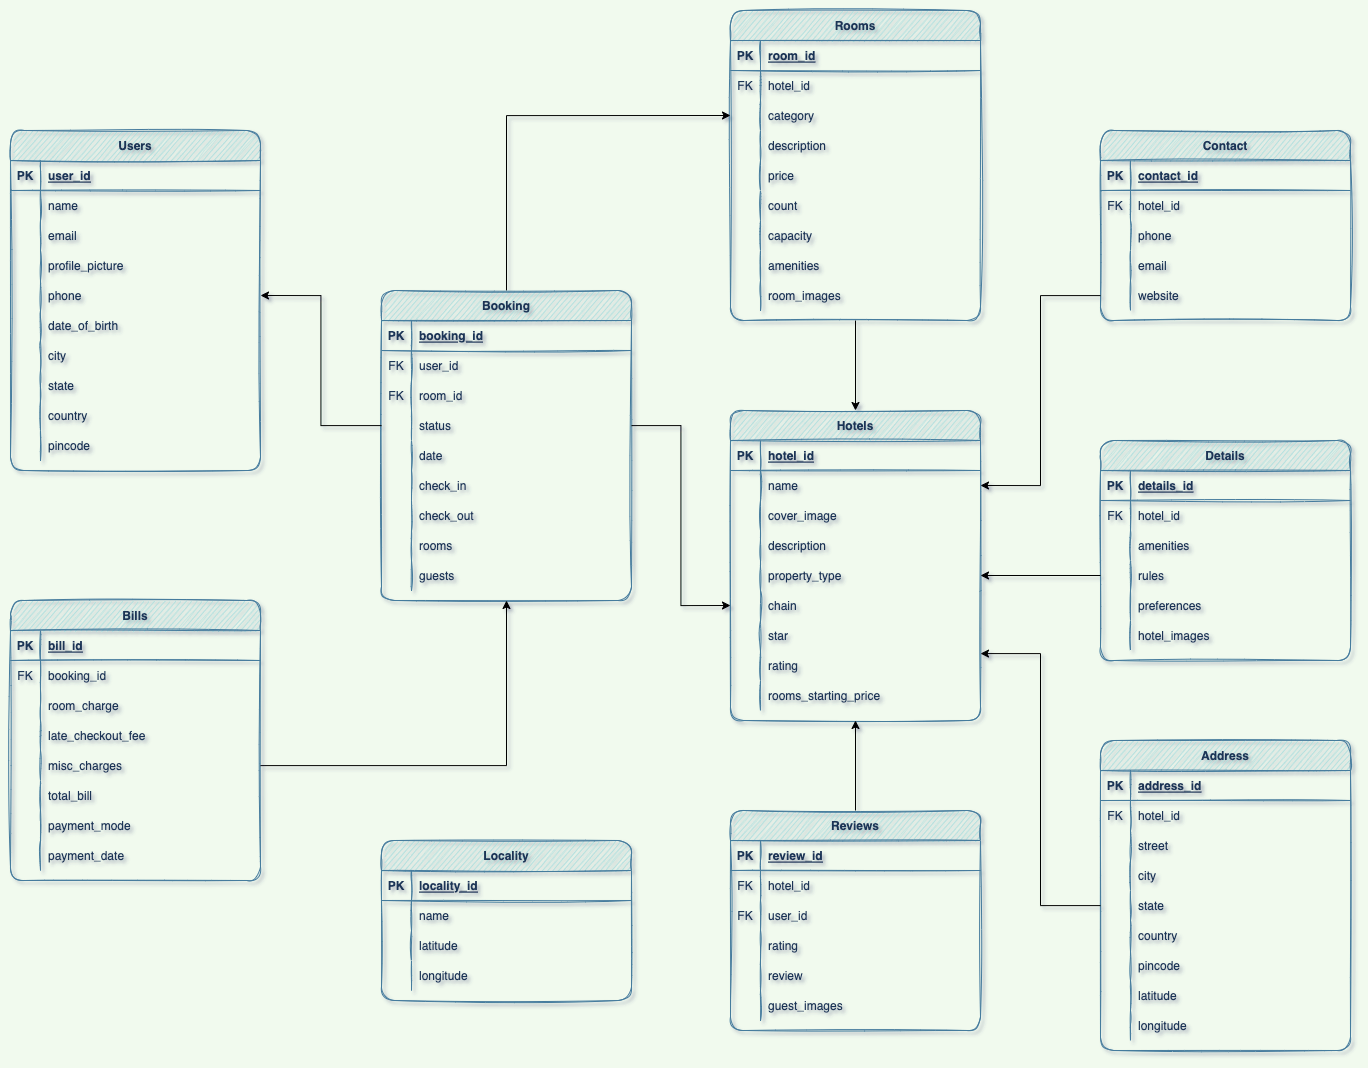 Rooms
PK room_id
FK hotel_id
category
description
price
count
capacity
amenities
room_images
Users
PK user_id
name
email
profile_picture
phone
date_of_birth
city
state
country
pincode
Contact
PK contact_id
FK hotel_id
phone
email
website
Booking
PK booking_id
FK user_id
FK room_id
status
date
check_in
check_out
rooms
guests
Hotels
PK hotel_id
name
cover_image
description
property_type
chain
star
rating
rooms_starting_price
Details
PK details_id
FK hotel_id
amenities
rules
preferences
hotel_images
Bills
PK bill_id
FK booking_id
room_charge
late_checkout_fee
misc_charges
total_bill
payment_mode
payment_date
Locality
PK locality_id
name
latitude
longitude
Reviews
PK review_id
FK hotel_id
FK user_id
rating
review
guest_images
Address
PK address_id
FK hotel_id
street
city
state
country
pincode
latitude
longitude